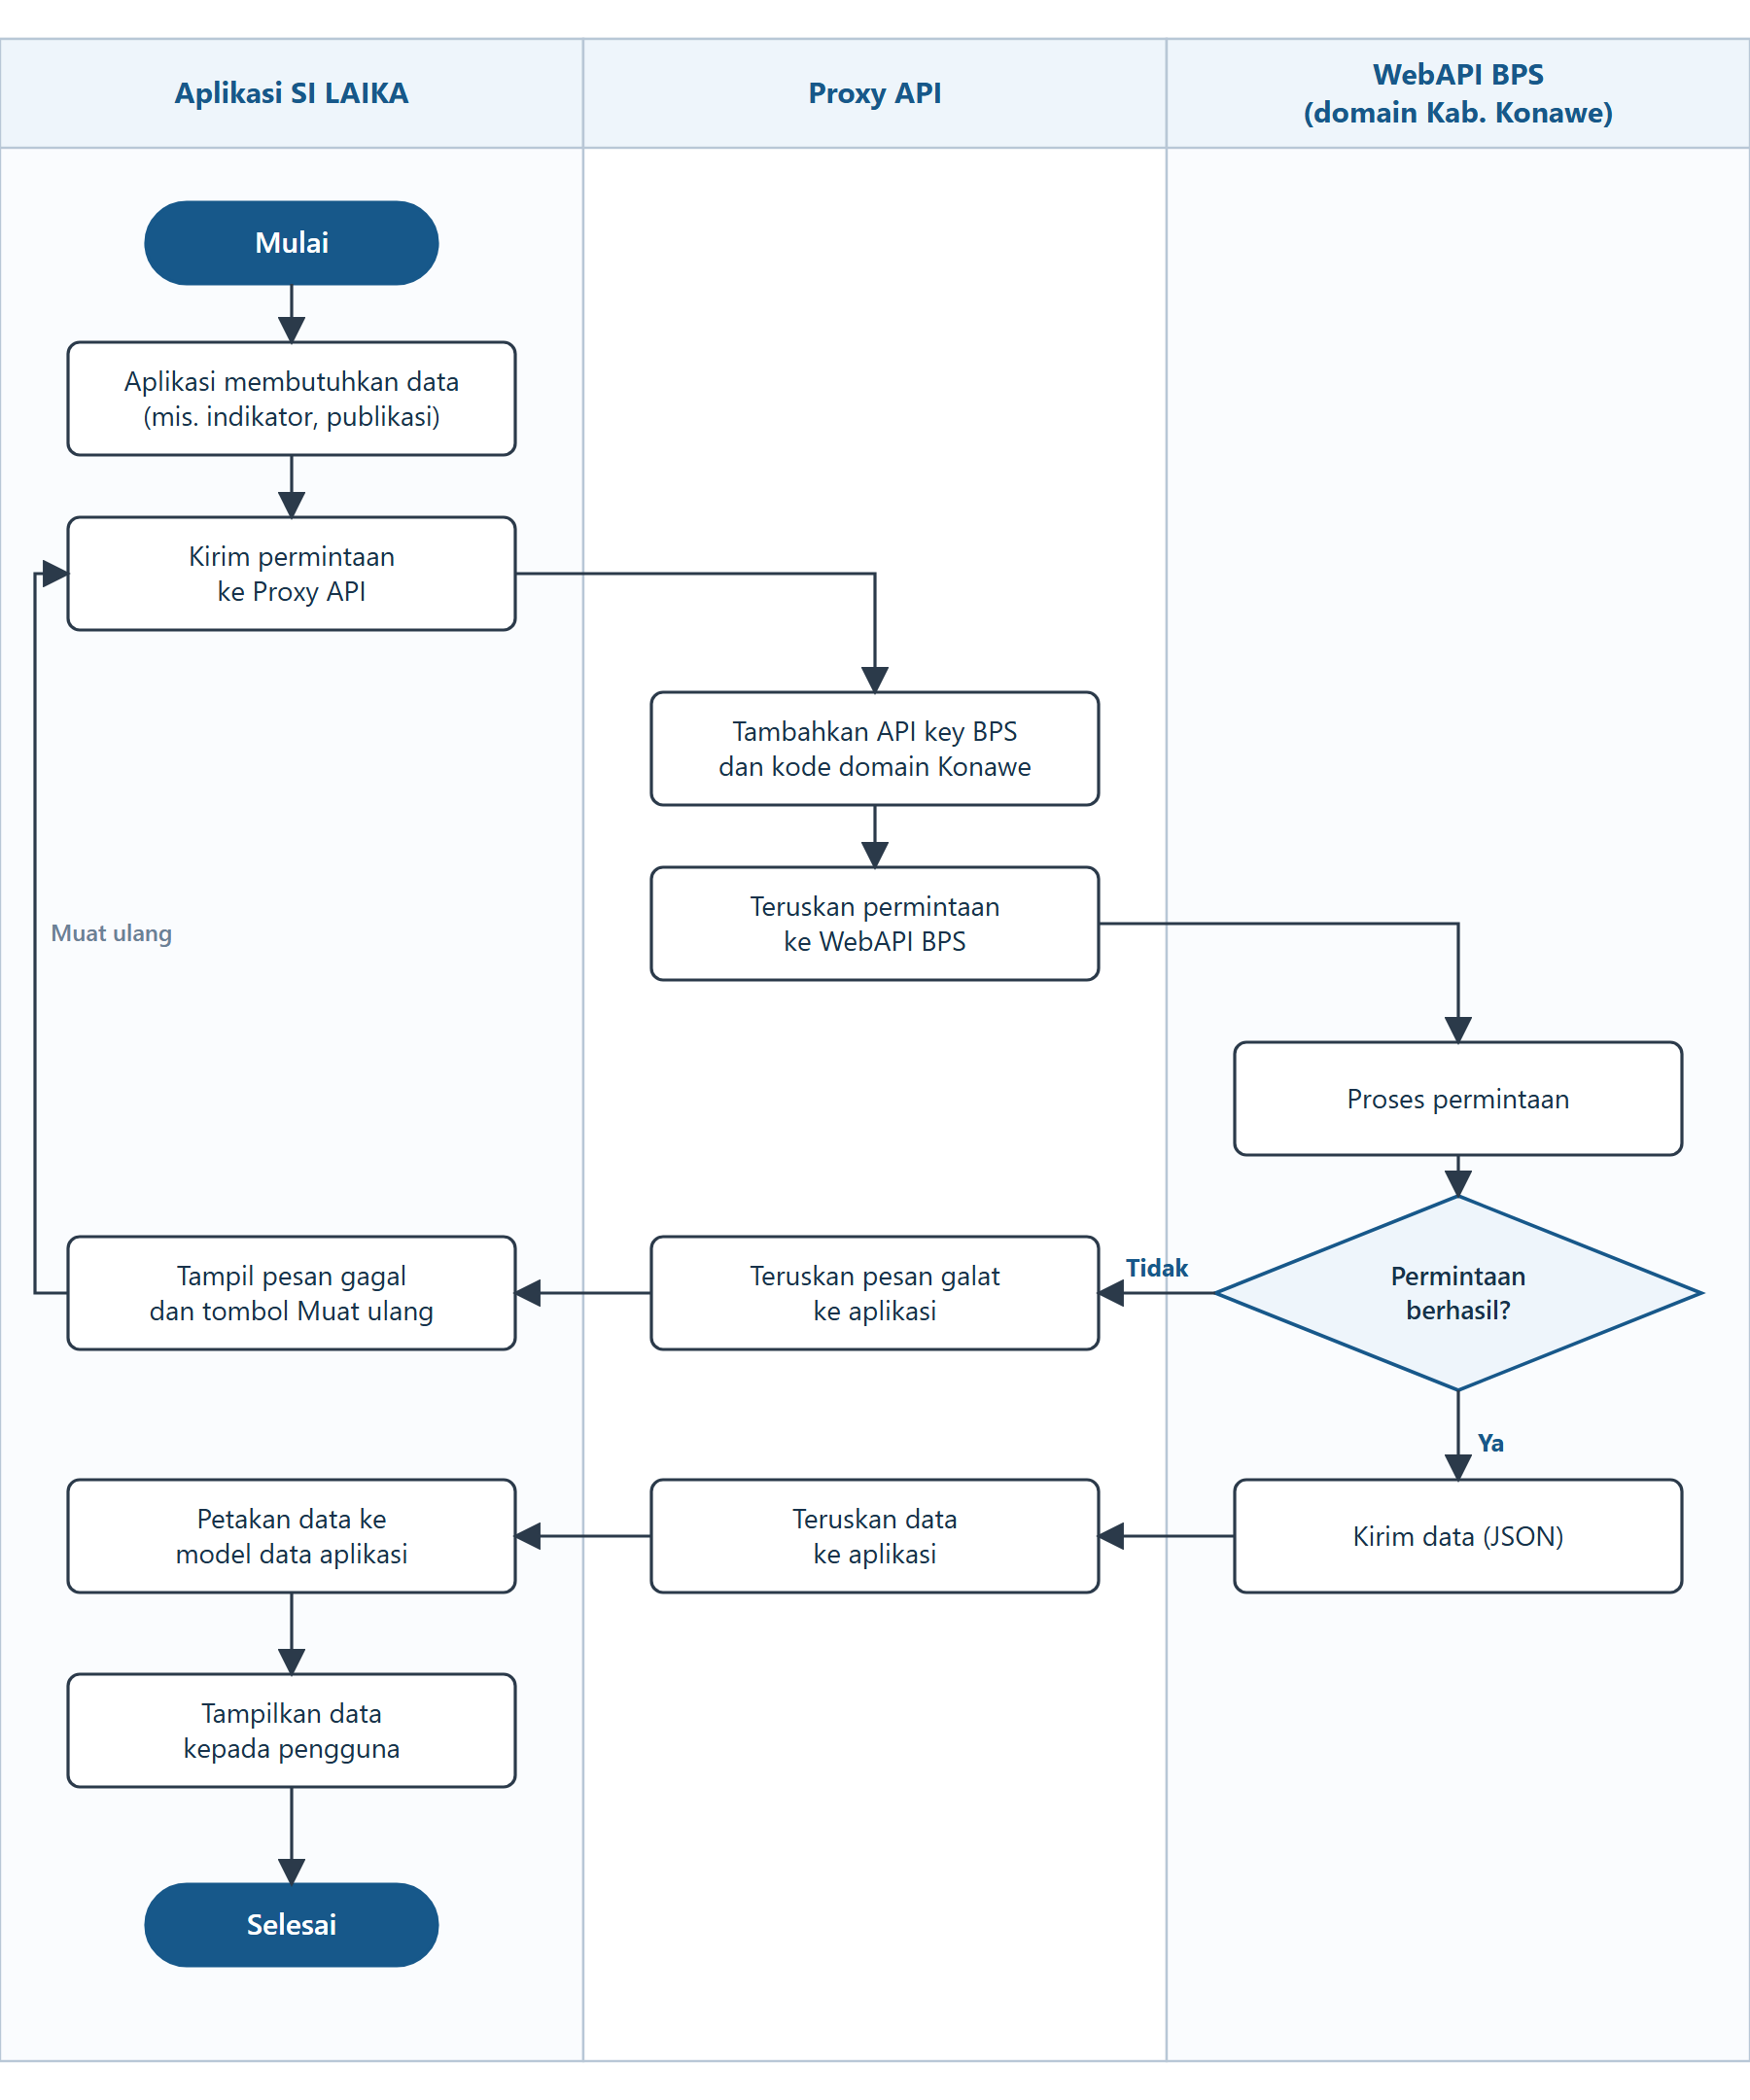 Aplikasi SI LAIKA
Proxy API
WebAPI BPS
(domain Kab. Konawe)
Mulai
Aplikasi membutuhkan data
(mis. indikator, publikasi)
Kirim permintaan
ke Proxy API
Tambahkan API key BPS
dan kode domain Konawe
Teruskan permintaan
ke WebAPI BPS
Muat ulang
Proses permintaan
Permintaan
berhasil?
Tidak
Teruskan pesan galat
ke aplikasi
Tampil pesan gagal
dan tombol Muat ulang
Ya
Kirim data (JSON)
Teruskan data
ke aplikasi
Petakan data ke
model data aplikasi
Tampilkan data
kepada pengguna
Selesai